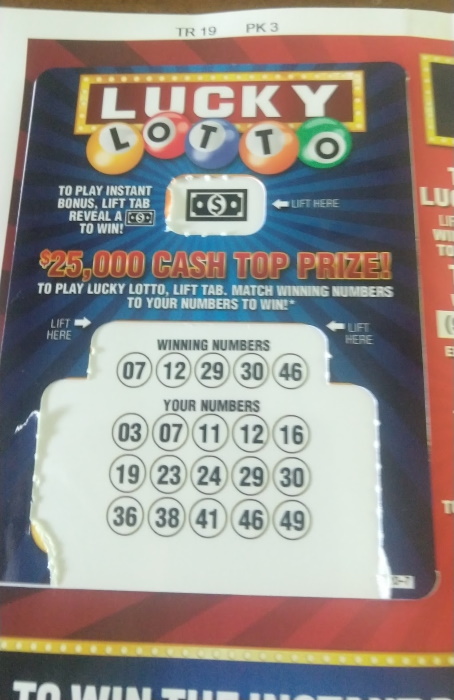 TR 19 PK 3
LUCKY
LOTTO
TO PLAY INSTANT
BONUS, LIFT TAB
REVEAL A $
TO WIN!
$
LIFT HERE
$25,000 CASH TOP PRIZE!
TO PLAY LUCKY LOTTO, LIFT TAB. MATCH WINNING NUMBERS
TO YOUR NUMBERS TO WIN!*
LIFT
HERE
LIFT
HERE
WINNING NUMBERS
07 12 29 30 46
YOUR NUMBERS
03 07 11 12 16
19 23 24 29 30
36 38 41 46 49